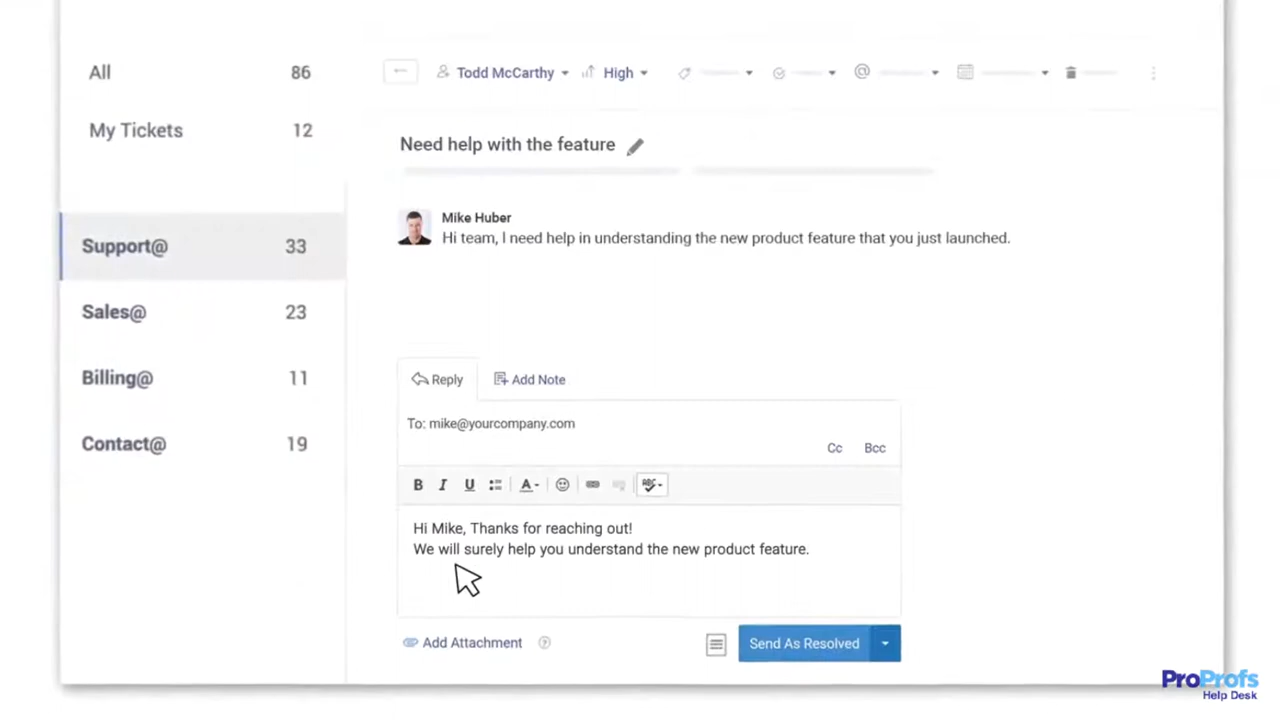 All 86
My Tickets 12
Support@ 33
Sales@ 23
Billing@ 11
Contact@ 19
Todd McCarthy High @
Need help with the feature
Mike Huber
Hi team, I need help in understanding the new product feature that you just launched.
Reply Add Note
To: mike@yourcompany.com
Cc Bcc
B I U A ABC
Hi Mike, Thanks for reaching out!
We will surely help you understand the new product feature.
Add Attachment ?
Send As Resolved
ProProfs
Help Desk